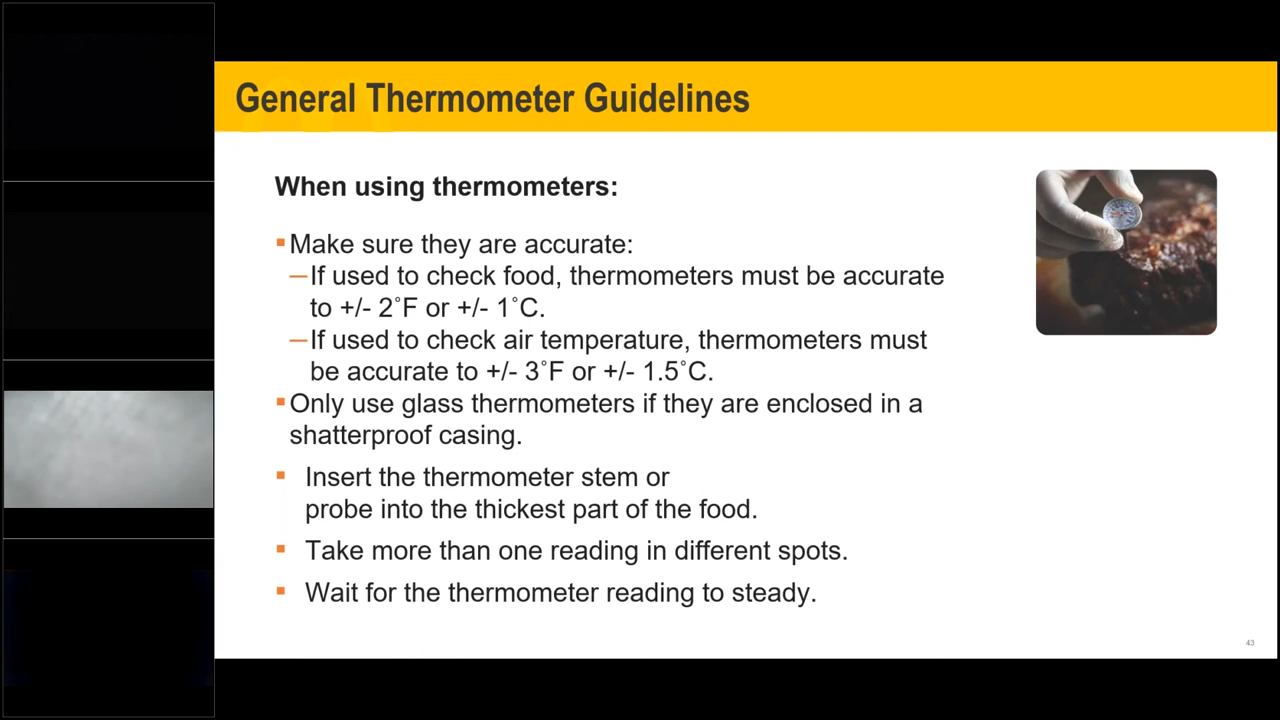 General Thermometer Guidelines
When using thermometers:
▪Make sure they are accurate:
—If used to check food, thermometers must be accurate
to +/- 2˚F or +/- 1˚C.
—If used to check air temperature, thermometers must
be accurate to +/- 3˚F or +/- 1.5˚C.
▪Only use glass thermometers if they are enclosed in a
shatterproof casing.
▪ Insert the thermometer stem or
probe into the thickest part of the food.
▪ Take more than one reading in different spots.
▪ Wait for the thermometer reading to steady.
43